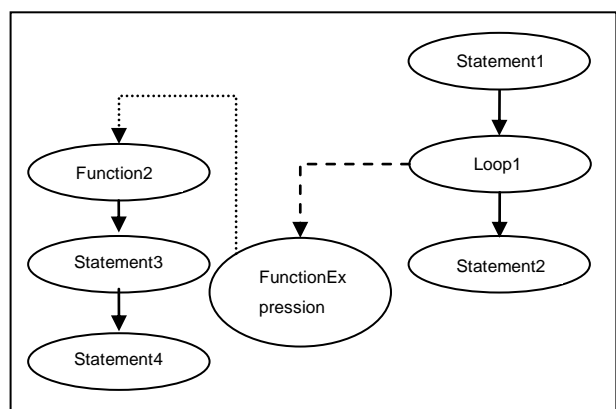 Statement1
Loop1
Function2
Statement3
FunctionEx
pression
Statement2
Statement4